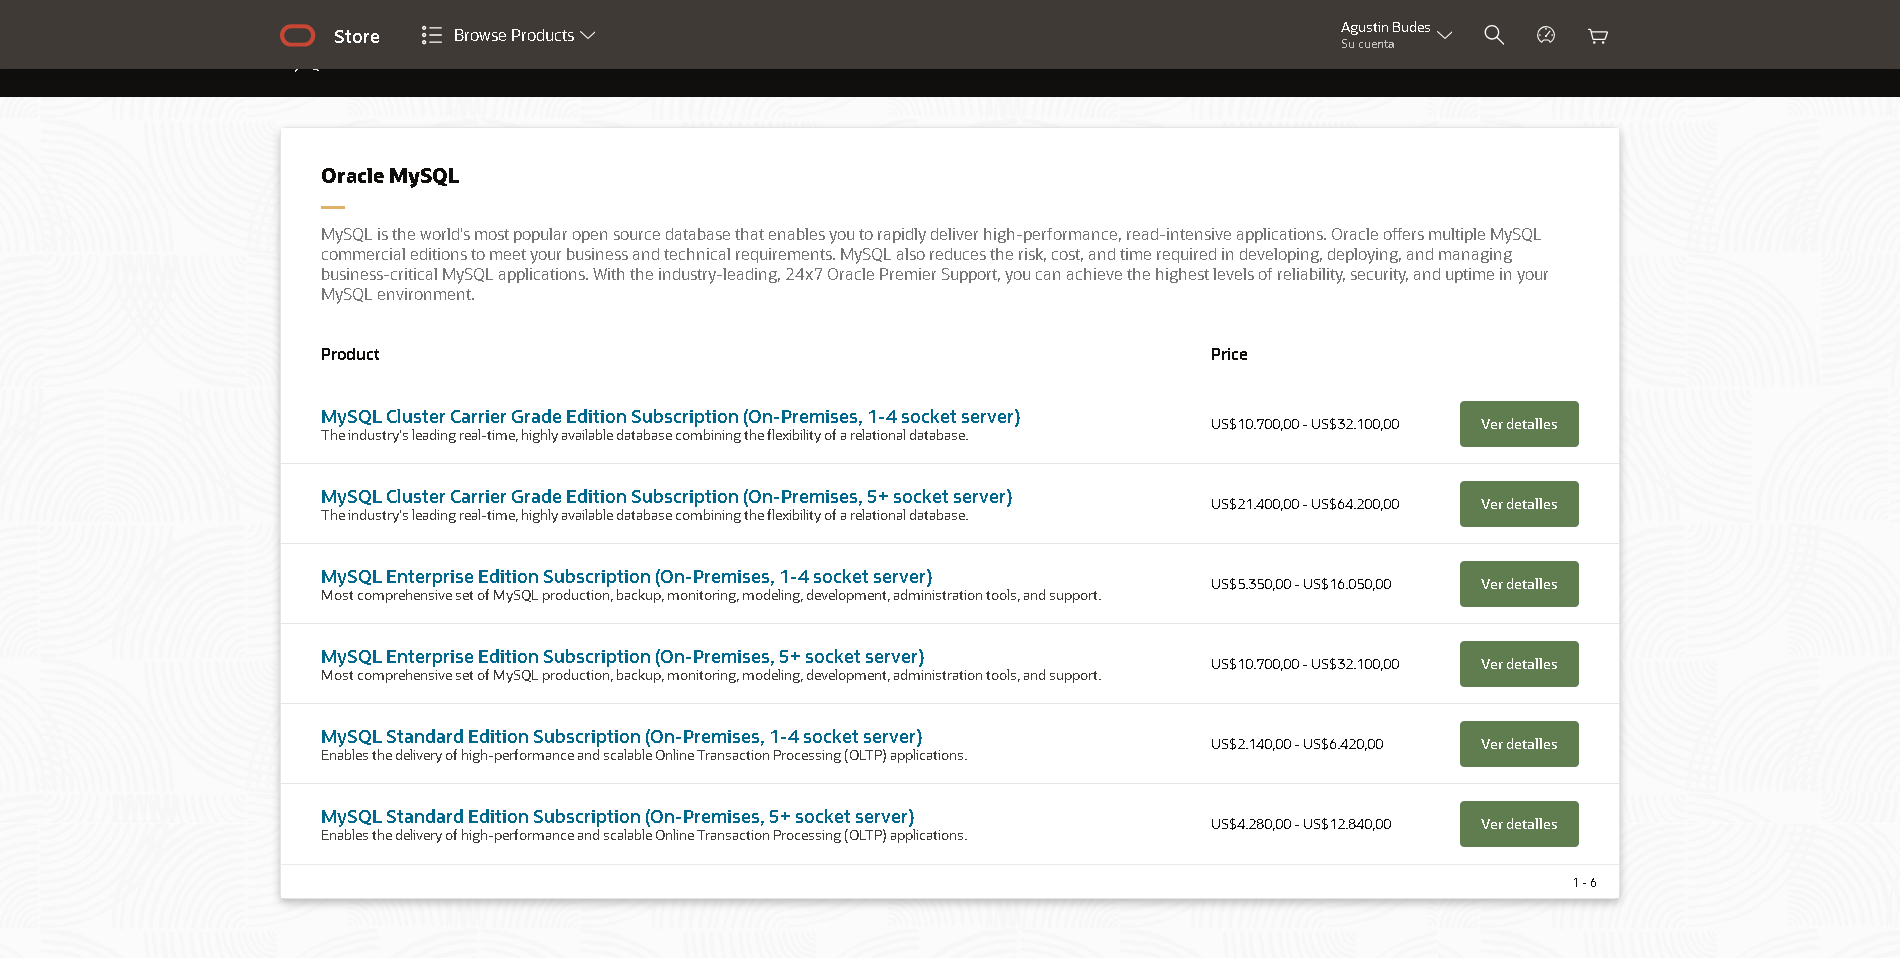 Store
Browse Products
Agustin Budes
Su cuenta
Oracle MySQL
MySQL is the world's most popular open source database that enables you to rapidly deliver high-performance, read-intensive applications. Oracle offers multiple MySQL
commercial editions to meet your business and technical requirements. MySQL also reduces the risk, cost, and time required in developing, deploying, and managing
business-critical MySQL applications. With the industry-leading, 24x7 Oracle Premier Support, you can achieve the highest levels of reliability, security, and uptime in your
MySQL environment.
Product Price
MySQL Cluster Carrier Grade Edition Subscription (On-Premises, 1-4 socket server)
The industry's leading real-time, highly available database combining the flexibility of a relational database.
US$10.700,00 - US$32.100,00
Ver detalles
MySQL Cluster Carrier Grade Edition Subscription (On-Premises, 5+ socket server)
The industry's leading real-time, highly available database combining the flexibility of a relational database.
US$21.400,00 - US$64.200,00
Ver detalles
MySQL Enterprise Edition Subscription (On-Premises, 1-4 socket server)
Most comprehensive set of MySQL production, backup, monitoring, modeling, development, administration tools, and support.
US$5.350,00 - US$16.050,00
Ver detalles
MySQL Enterprise Edition Subscription (On-Premises, 5+ socket server)
Most comprehensive set of MySQL production, backup, monitoring, modeling, development, administration tools, and support.
US$10.700,00 - US$32.100,00
Ver detalles
MySQL Standard Edition Subscription (On-Premises, 1-4 socket server)
Enables the delivery of high-performance and scalable Online Transaction Processing (OLTP) applications.
US$2.140,00 - US$6.420,00
Ver detalles
MySQL Standard Edition Subscription (On-Premises, 5+ socket server)
Enables the delivery of high-performance and scalable Online Transaction Processing (OLTP) applications.
US$4.280,00 - US$12.840,00
Ver detalles
1 - 6